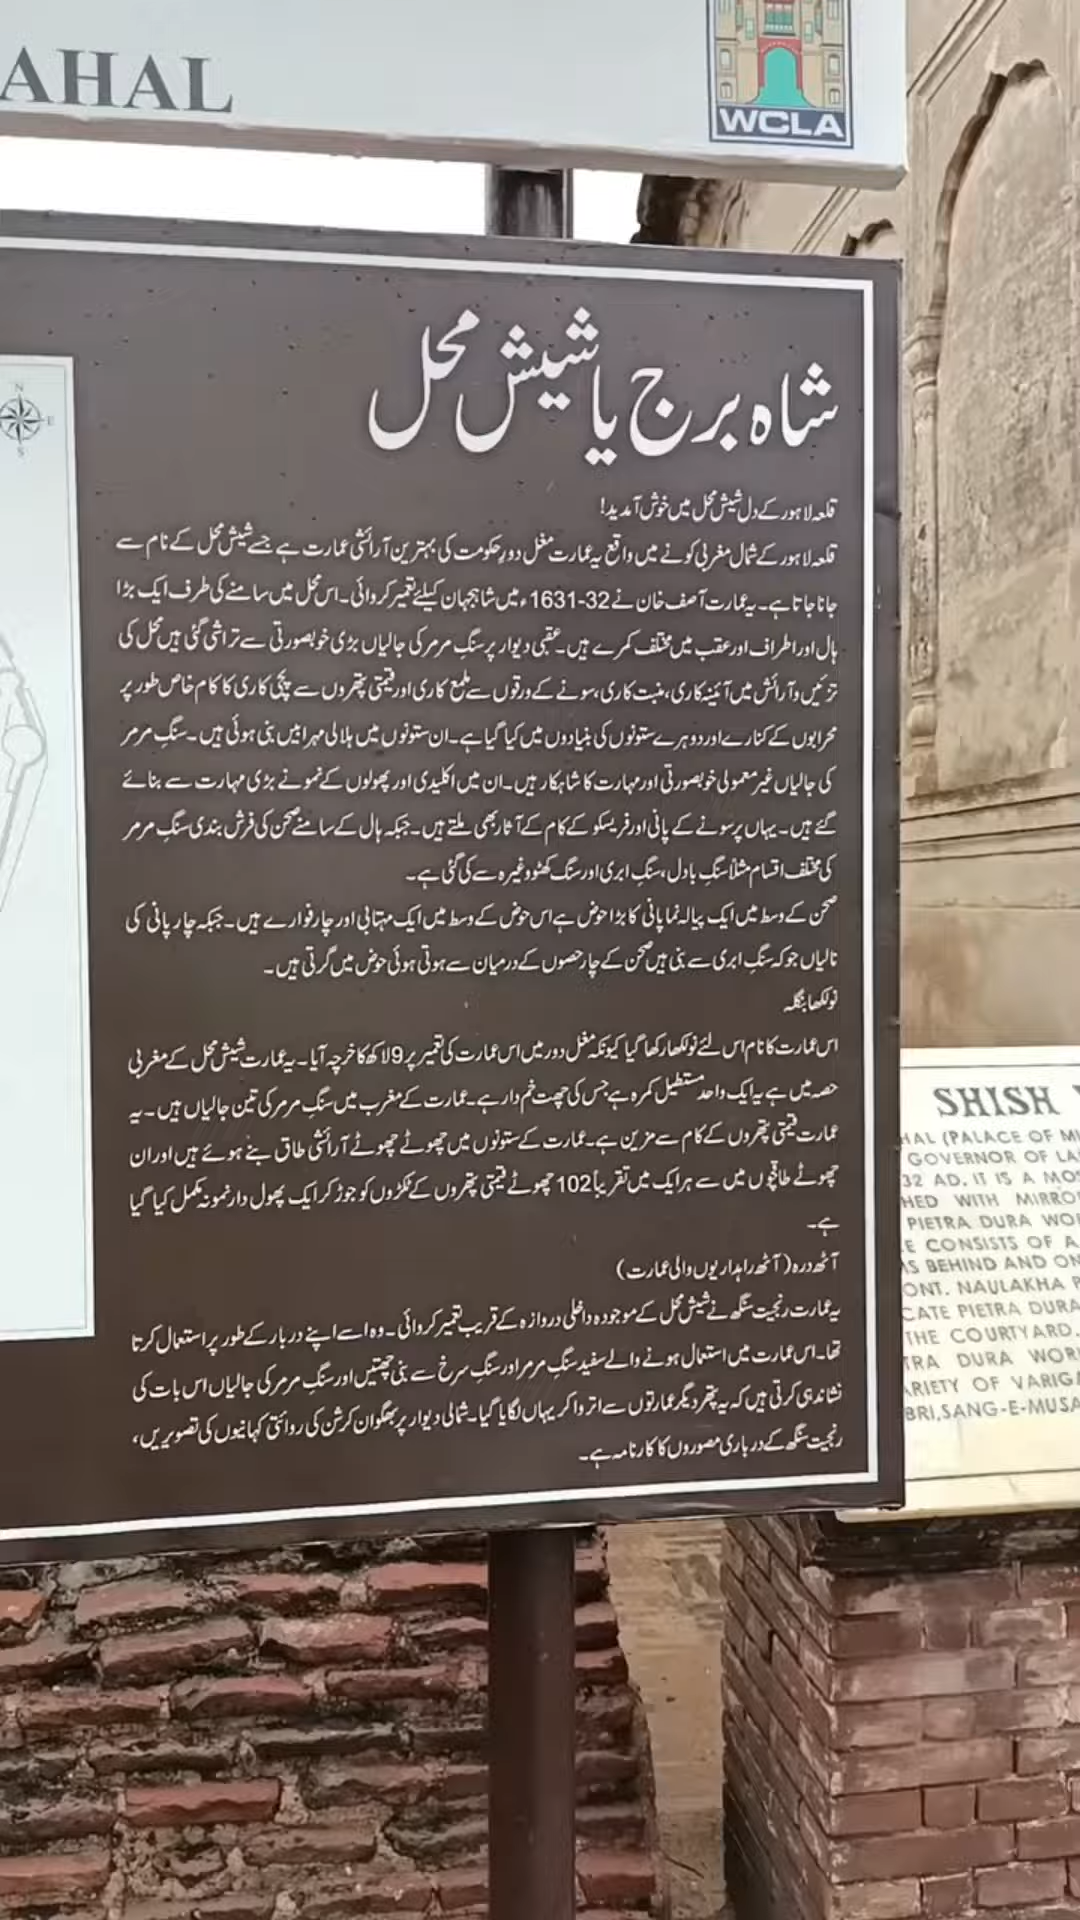 AHAL
WCLA
شاہ برج یا شیش محل
N
E
S
قلعہ لاہور کے دل شیش محل میں خوش آمدید!
قلعہ لاہور کے شمال مغربی کونے میں واقع یہ عمارت مغل دورِ حکومت کی بہترین آرائشی عمارت ہے جسے شیش محل کے نام سے
جانا جاتا ہے۔ یہ عمارت آصف خان نے 32-1631ء میں شاہجہان کیلئے تعمیر کروائی۔ اس محل میں سامنے کی طرف ایک بڑا
ہال اور اطراف اور عقب میں مختلف کمرے ہیں۔ عقبی دیوار پر سنگِ مرمر کی جالیاں بڑی خوبصورتی سے تراشی گئی ہیں محل کی
تزئیں و آرائش میں آئینہ کاری، منبت کاری، سونے کے ورقوں سے ملمع کاری اور قیمتی پتھروں سے پچی کاری کا کام خاص طور پر
محرابوں کے کنارے اور دوہرے ستونوں کی بنیادوں میں کیا گیا ہے۔ ان ستونوں میں ہلالی مہرابیں بنی ہوئی ہیں۔ سنگِ مرمر
کی جالیاں غیر معمولی خوبصورتی اور مہارت کا شاہکار ہیں۔ ان میں اکلیدی اور پھولوں کے نمونے بڑی مہارت سے بنائے
گئے ہیں۔ یہاں پر سونے کے پانی اور فریسکو کے کام کے آثار بھی ملتے ہیں۔ جبکہ ہال کے سامنے صحن کی فرش بندی سنگِ مرمر
کی مختلف اقسام مثلاً سنگِ بادل، سنگِ ابری اور سنگ کھٹو وغیرہ سے کی گئی ہے۔
صحن کے وسط میں ایک پیالہ نما پانی کا بڑا حوض ہے اس حوض کے وسط میں ایک مہتابی اور چار فوارے ہیں۔ جبکہ چار پانی کی
نالیاں جو کہ سنگِ ابری سے بنی ہیں صحن کے چار حصوں کے درمیان سے ہوتی ہوئی حوض میں گرتی ہیں۔
نولکھا بنگلہ
اس عمارت کا نام اس لئے نولکھا رکھا گیا کیونکہ مغل دور میں اس عمارت کی تعمیر پر 9 لاکھ کا خرچہ آیا۔ یہ عمارت شیش محل کے مغربی
حصہ میں ہے یہ ایک واحد مستطیل کمرہ ہے جس کی چھت خم دار ہے۔ عمارت کے مغرب میں سنگِ مرمر کی تین جالیاں ہیں۔ یہ
عمارت قیمتی پتھروں کے کام سے مزین ہے۔ عمارت کے ستونوں میں چھوٹے چھوٹے آرائشی طاق بنے ہوئے ہیں اور ان
چھوٹے طاقچوں میں سے ہر ایک میں تقریباً 102 چھوٹے قیمتی پتھروں کے ٹکڑوں کو جوڑ کر ایک پھول دار نمونہ مکمل کیا گیا
ہے۔
آٹھ درہ (آٹھ راہداریوں والی عمارت)
یہ عمارت رنجیت سنگھ نے شیش محل کے موجودہ داخلی دروازہ کے قریب تعمیر کروائی۔ وہ اسے اپنے دربار کے طور پر استعمال کرتا
تھا۔ اس عمارت میں استعمال ہونے والے سفید سنگِ مرمر اور سنگِ سرخ سے بنی چھتیں اور سنگِ مرمر کی جالیاں اس بات کی
نشاندہی کرتی ہیں کہ یہ پتھر دیگر عمارتوں سے اتروا کر یہاں لگایا گیا۔ شمالی دیوار پر بھگوان کرشن کی روائتی کہانیوں کی تصویریں،
رنجیت سنگھ کے درباری مصوروں کا کارنامہ ہے۔
SHISH
HAL (PALACE OF MI
GOVERNOR OF LA
32 AD. IT IS A MOS
HED WITH MIRRO
PIETRA DURA WO
E CONSISTS OF A
S BEHIND AND ON
ONT. NAULAKHA P
CATE PIETRA DURA
THE COURTYARD.
TRA DURA WOR
RIETY OF VARIGA
BRI,SANG-E-MUSA